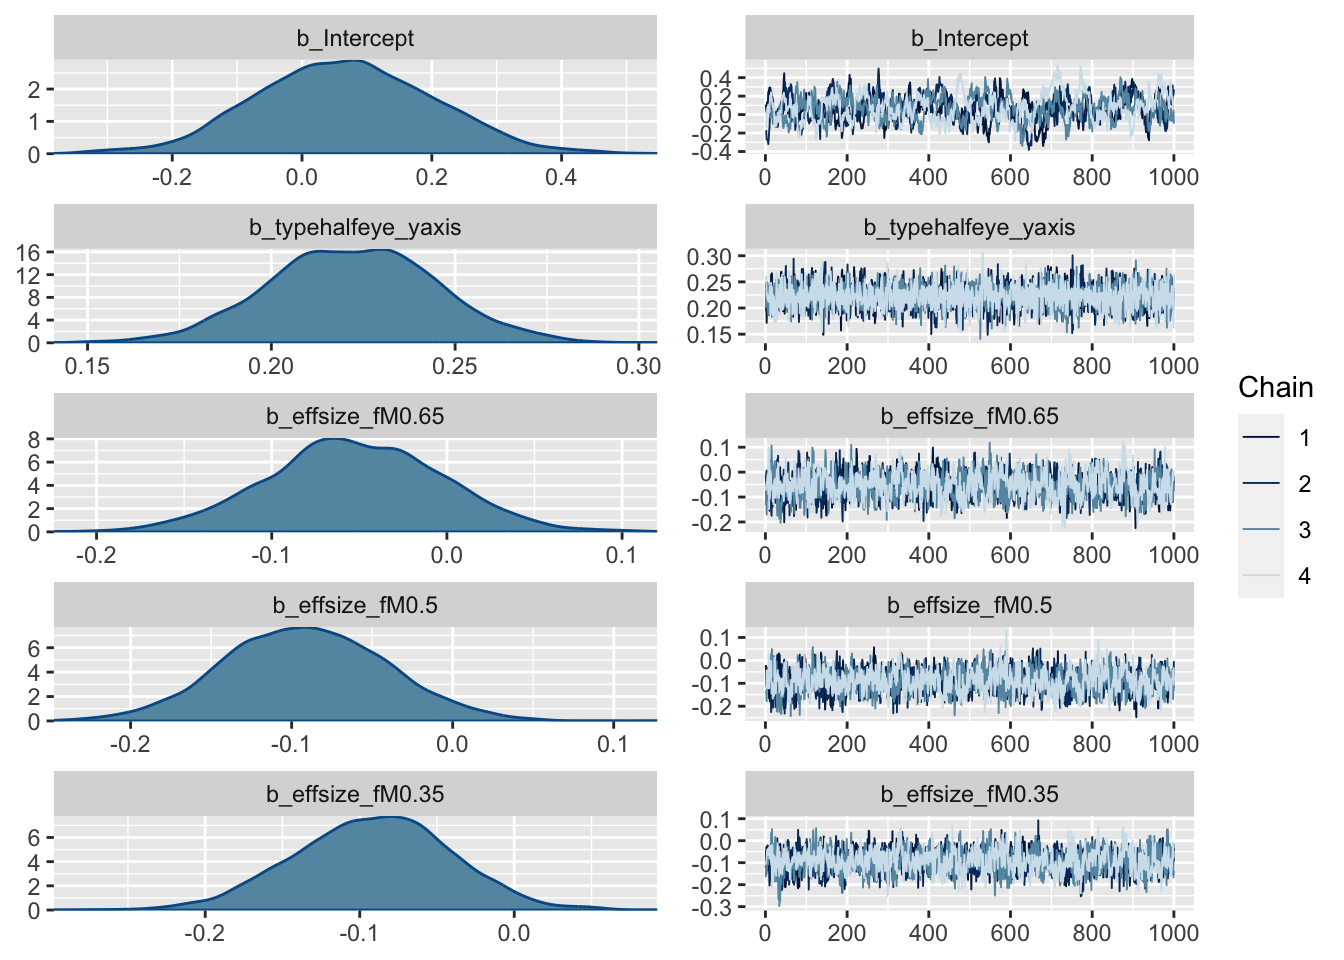 b_Intercept
2
1
0
-0.2 0.0 0.2 0.4
b_Intercept
0.4
0.2
0.0
-0.2
-0.4
0 200 400 600 800 1000
b_typehalfeye_yaxis
16
12
8
4
0
0.15 0.20 0.25 0.30
b_typehalfeye_yaxis
0.30
0.25
0.20
0.15
0 200 400 600 800 1000
b_effsize_fM0.65
8
6
4
2
0
-0.2 -0.1 0.0 0.1
b_effsize_fM0.65
0.1
0.0
-0.1
-0.2
0 200 400 600 800 1000
b_effsize_fM0.5
6
4
2
0
-0.2 -0.1 0.0 0.1
b_effsize_fM0.5
0.1
0.0
-0.1
-0.2
0 200 400 600 800 1000
b_effsize_fM0.35
6
4
2
0
-0.2 -0.1 0.0
b_effsize_fM0.35
0.1
0.0
-0.1
-0.2
-0.3
0 200 400 600 800 1000
Chain
1
2
3
4